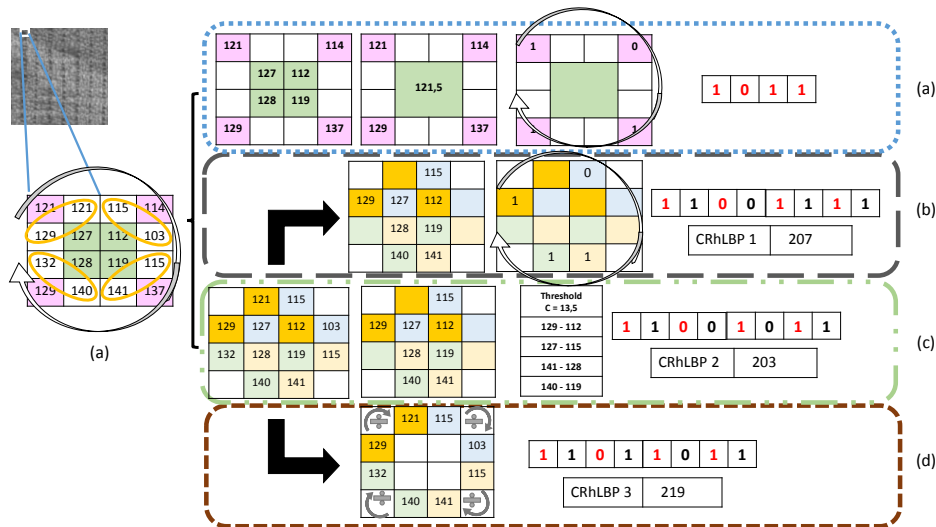 121 121 115 114
129 127 112 103
132 128 119 115
129 140 141 137
(a)
121 114
127 112
128 119
129 137
121 114
121,5
129 137
1 0
1
1 0 1 1
(a)
115
129 127 112
128 119
140 141
0
1
1 1
1 1 0 0 1 1 1 1
CRhLBP 1 207
(b)
121 115
129 127 112 103
132 128 119 115
140 141
121 115
129 127 112
128 119
140 141
Threshold
C = 13,5
129 - 112
127 - 115
141 - 128
140 - 119
1 1 0 0 1 0 1 1
CRhLBP 2 203
(c)
÷ 121 115 ÷
129 103
132 115
÷ 140 141 ÷
1 1 0 1 1 0 1 1
CRhLBP 3 219
(d)